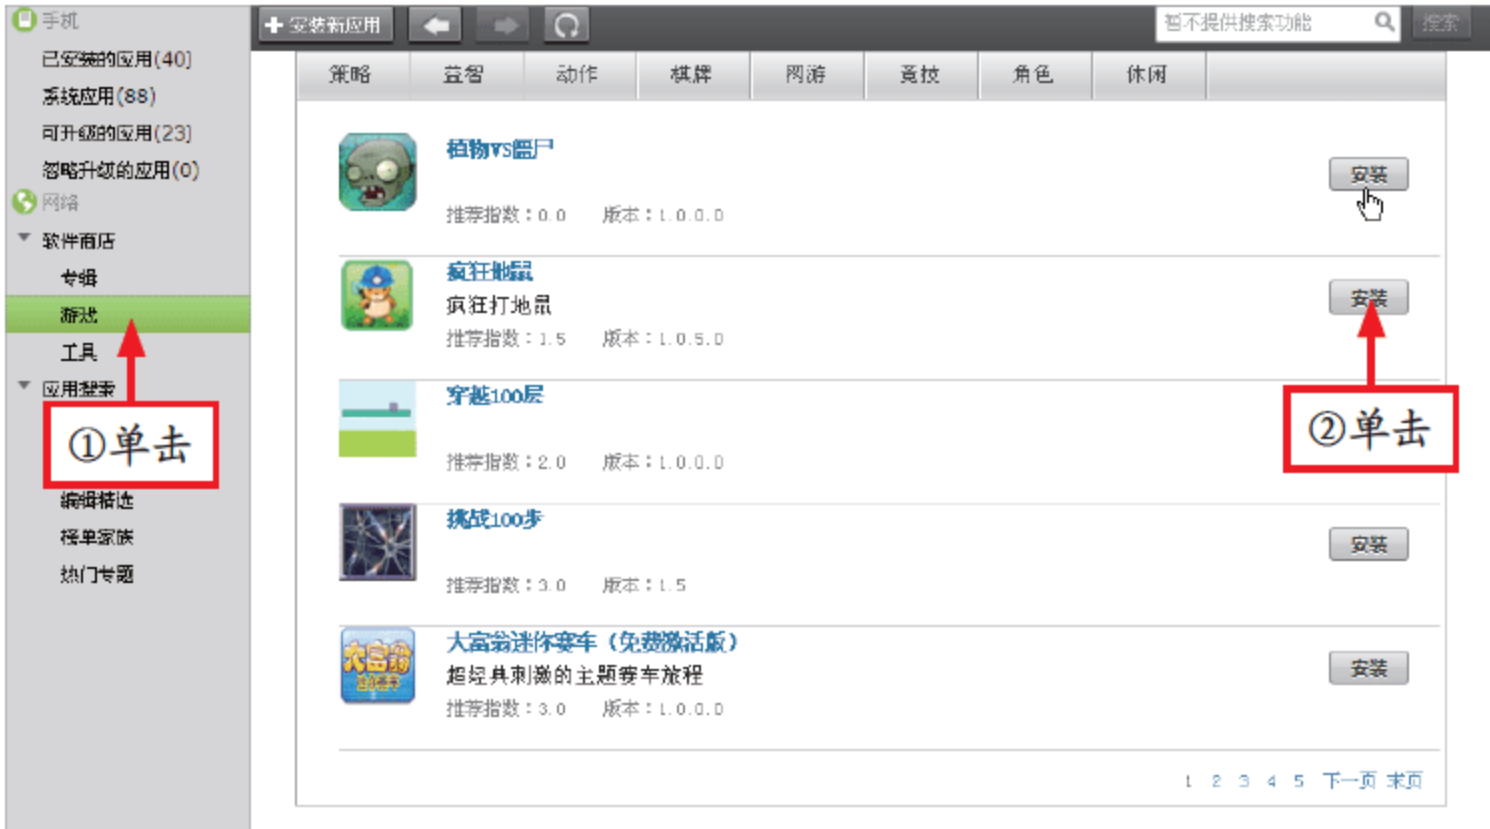 手机
已安装的应用(40)
系统应用(88)
可升级的应用(23)
忽略升级的应用(0)
网络
软件商店
专辑
游戏
工具
应用搜索
①单击
编辑精选
榜单家族
热门专题
安装新应用
暂不提供搜索功能
搜索
策略 益智 动作 棋牌 网游 竞技 角色 休闲
植物VS僵尸
安装
推荐指数：0.0 版本：1.0.0.0
疯狂地鼠
疯狂打地鼠
安装
推荐指数：1.5 版本：1.0.5.0
穿越100层
②单击
推荐指数：2.0 版本：1.0.0.0
挑战100步
安装
推荐指数：3.0 版本：1.5
大富翁
大富翁迷你赛车（免费激活版）
超经典刺激的主题赛车旅程
安装
推荐指数：3.0 版本：1.0.0.0
1 2 3 4 5 下一页 末页